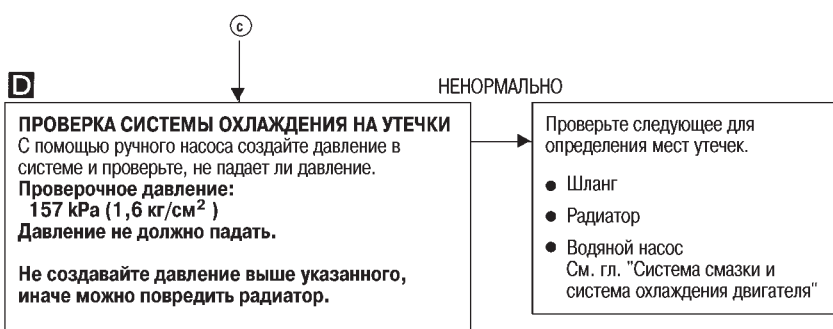 c
D
НЕНОРМАЛЬНО
ПРОВЕРКА СИСТЕМЫ ОХЛАЖДЕНИЯ НА УТЕЧКИ
С помощью ручного насоса создайте давление в
системе и проверьте, не падает ли давление.
Проверочное давление:
157 kPa (1,6 кг/см² )
Давление не должно падать.
Не создавайте давление выше указанного,
иначе можно повредить радиатор.
Проверьте следующее для
определения мест утечек.
● Шланг
● Радиатор
● Водяной насос
См. гл. "Система смазки и
система охлаждения двигателя"